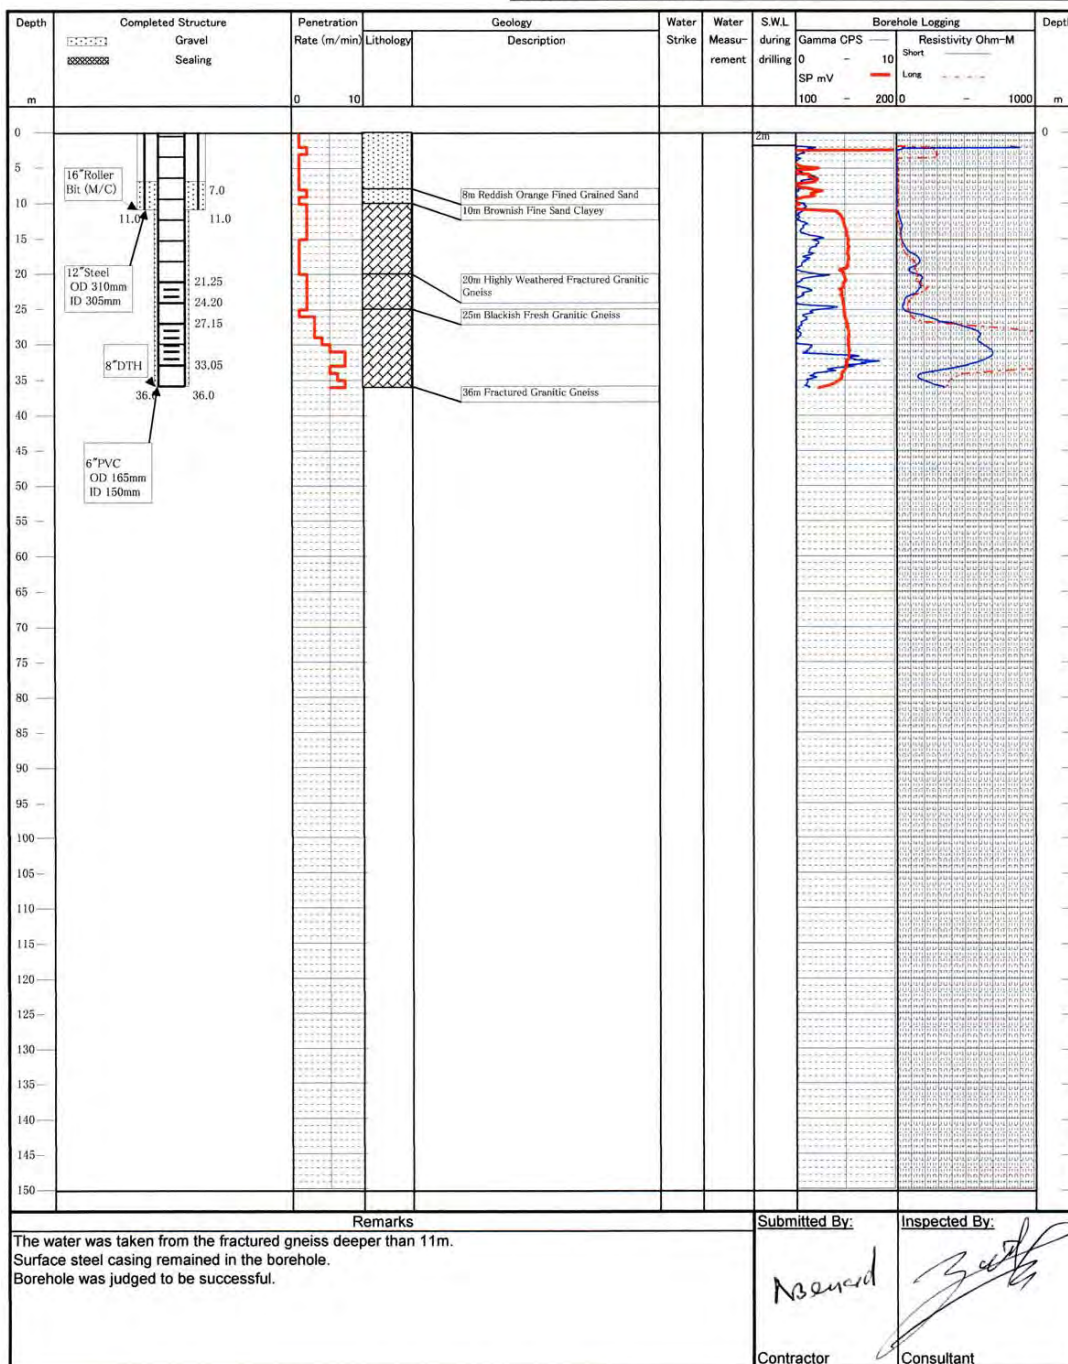 Depth Completed Structure Penetration Geology Water Water S.W.L Borehole Logging Depth
Gravel Rate (m/min) Lithology Description Strike Measu- during Gamma CPS Resistivity Ohm-M
Sealing rement drilling 0 - 10 Short
SP mV Long
m 0 10 100 - 200 0 - 1000 m
0 2m 0
5
16"Roller
Bit (M/C)
7.0
8m Reddish Orange Fined Grained Sand
10 11.0 11.0 10m Brownish Fine Sand Clayey
15
20
12"Steel
OD 310mm
ID 305mm
21.25 20m Highly Weathered Fractured Granitic
Gneiss
24.20
25 25m Blackish Fresh Granitic Gneiss
27.15
30
8"DTH 33.05
35
36.0 36.0 36m Fractured Granitic Gneiss
40
45
6"PVC
OD 165mm
ID 150mm
50
55
60
65
70
75
80
85
90
95
100
105
110
115
120
125
130
135
140
145
150
Remarks
The water was taken from the fractured gneiss deeper than 11m.
Surface steel casing remained in the borehole.
Borehole was judged to be successful.
Submitted By: Inspected By:
Contractor Consultant